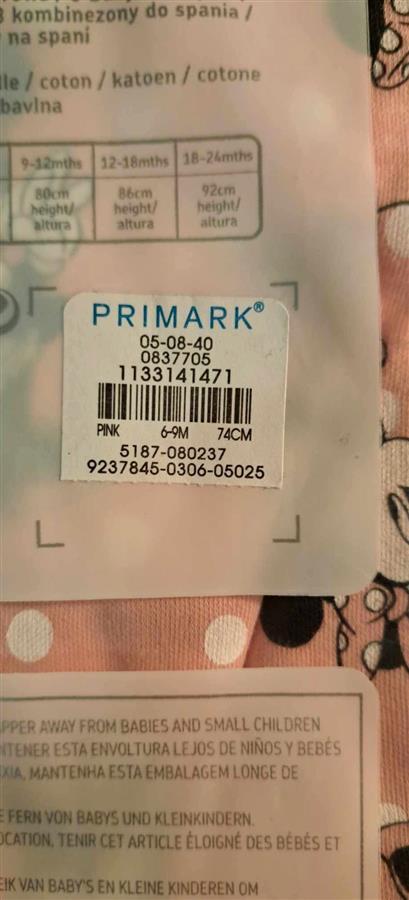 3 kombinezony do spania /
na spani
lle / coton / katoen / cotone
bavlna
9-12mths 12-18mths 18-24mths
80cm height/ altura 86cm height/ altura 92cm height/ altura
PRIMARK®
05-08-40
0837705
1133141471
PINK 6-9M 74CM
5187-080237
9237845-0306-05025
APPER AWAY FROM BABIES AND SMALL CHILDREN
NTENER ESTA ENVOLTURA LEJOS DE NIÑOS Y BEBÉS
XIA, MANTENHA ESTA EMBALAGEM LONGE DE
E FERN VON BABYS UND KLEINKINDERN.
OCATION, TENIR CET ARTICLE ÉLOIGNÉ DES BÉBÉS ET
EIK VAN BABY'S EN KLEINE KINDEREN OM